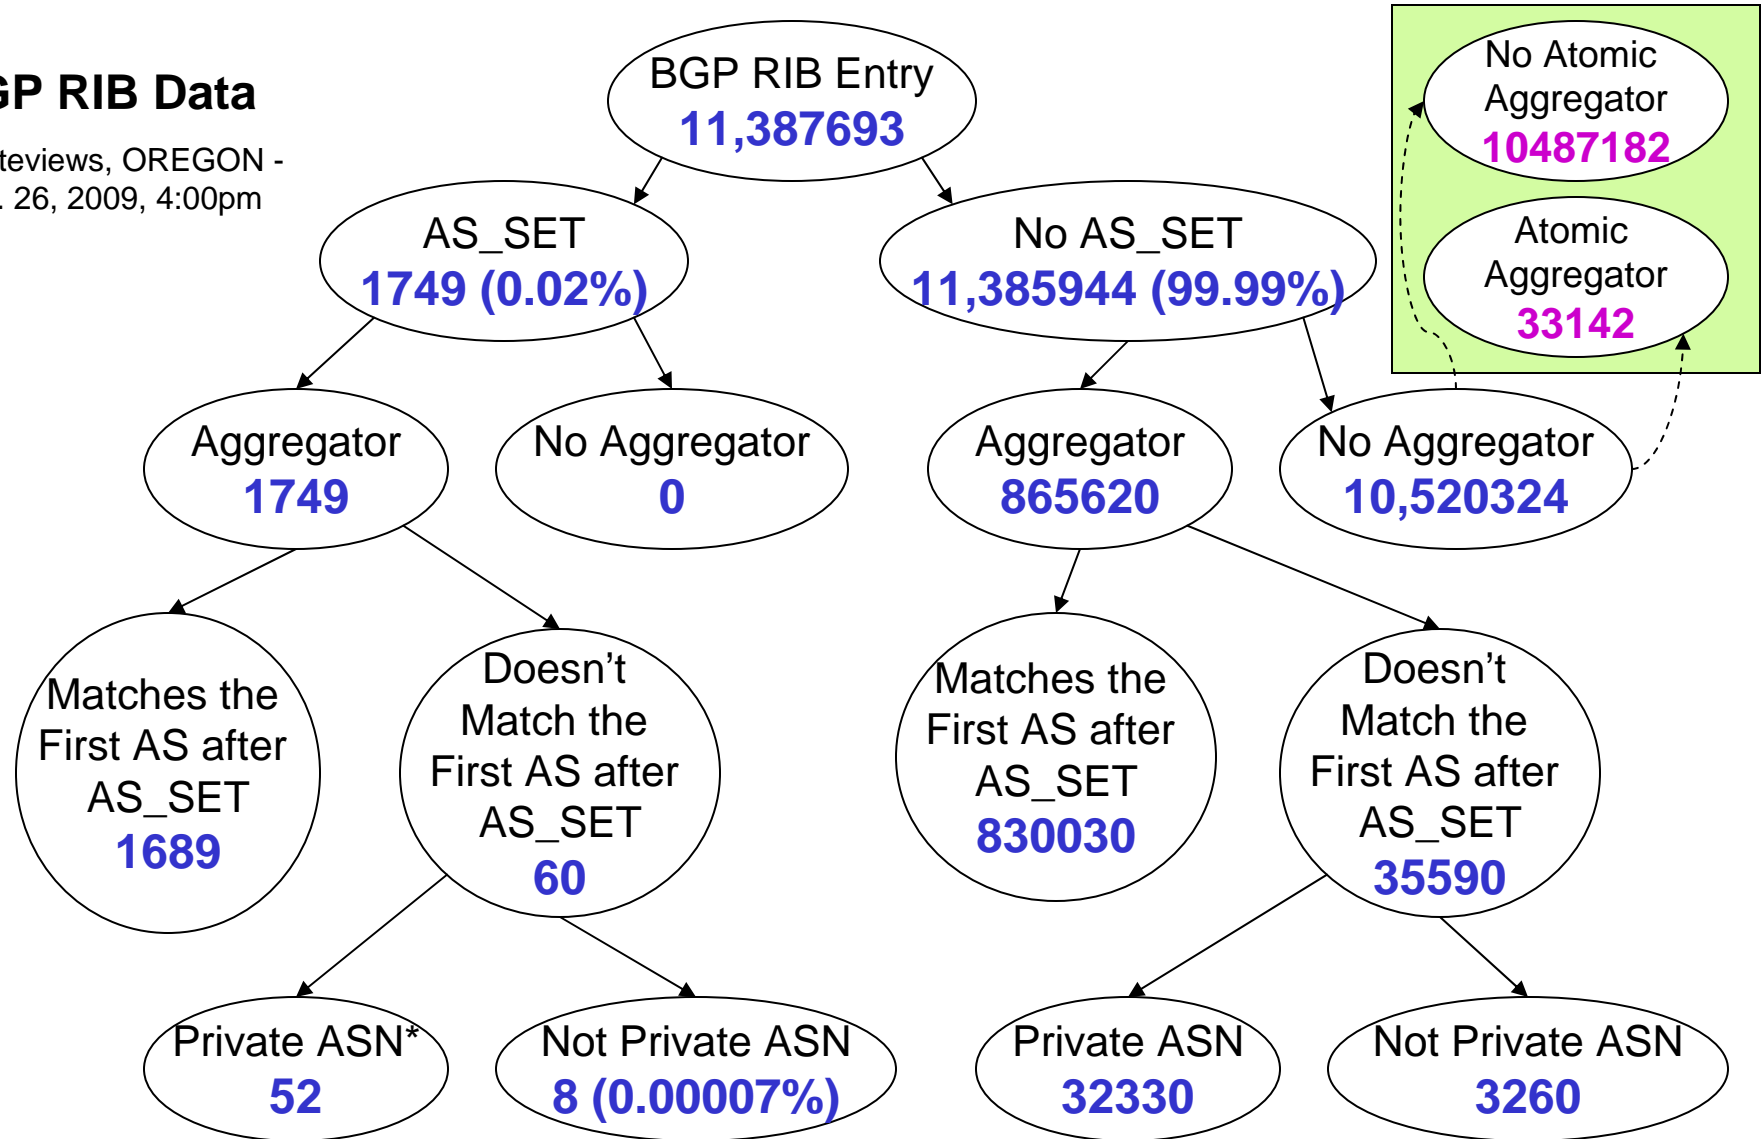 BGP RIB Entry
11,387693
No Atomic
Aggregator
10487182
RIB Data
OREGON -
26, 2009, 4:00pm
AS_SET
1749 (0.02%)
No AS_SET
11,385944 (99.99%)
Atomic
Aggregator
33142
Aggregator
1749
No Aggregator
0
Aggregator
865620
No Aggregator
10,520324
Matches the
First AS after
AS_SET
1689
Doesn’t
Match the
First AS after
AS_SET
60
Matches the
First AS after
AS_SET
830030
Doesn’t
Match the
First AS after
AS_SET
35590
Private ASN*
52
Not Private ASN
8 (0.00007%)
Private ASN
32330
Not Private ASN
3260